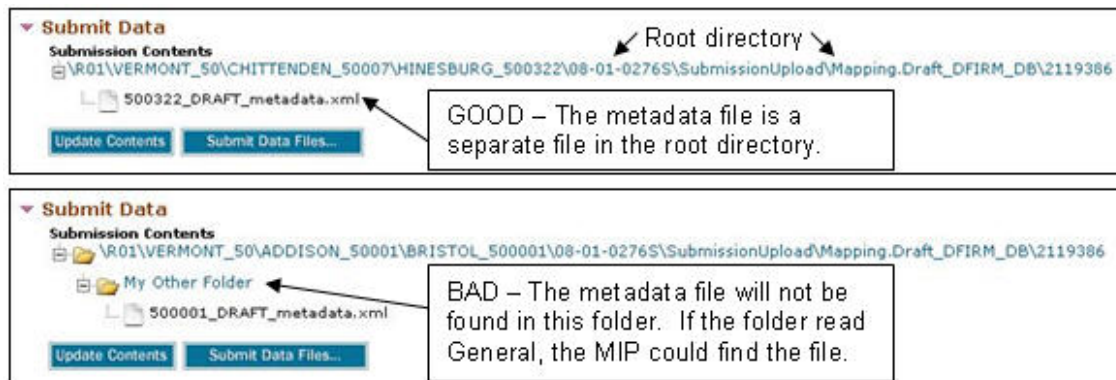 Submit Data
Submission Contents
Root directory
\R01\VERMONT_50\CHITTENDEN_50007\HINESBURG_500322\08-01-0276S\SubmissionUpload\Mapping.Draft_DFIRM_DB\2119386
500322_DRAFT_metadata.xml
GOOD – The metadata file is a
separate file in the root directory.
Update Contents Submit Data Files...
Submit Data
Submission Contents
\R01\VERMONT_50\ADDISON_50001\BRISTOL_500001\08-01-0276S\SubmissionUpload\Mapping.Draft_DFIRM_DB\2119386
My Other Folder
500001_DRAFT_metadata.xml
BAD – The metadata file will not be
found in this folder.  If the folder read
General, the MIP could find the file.
Update Contents Submit Data Files...